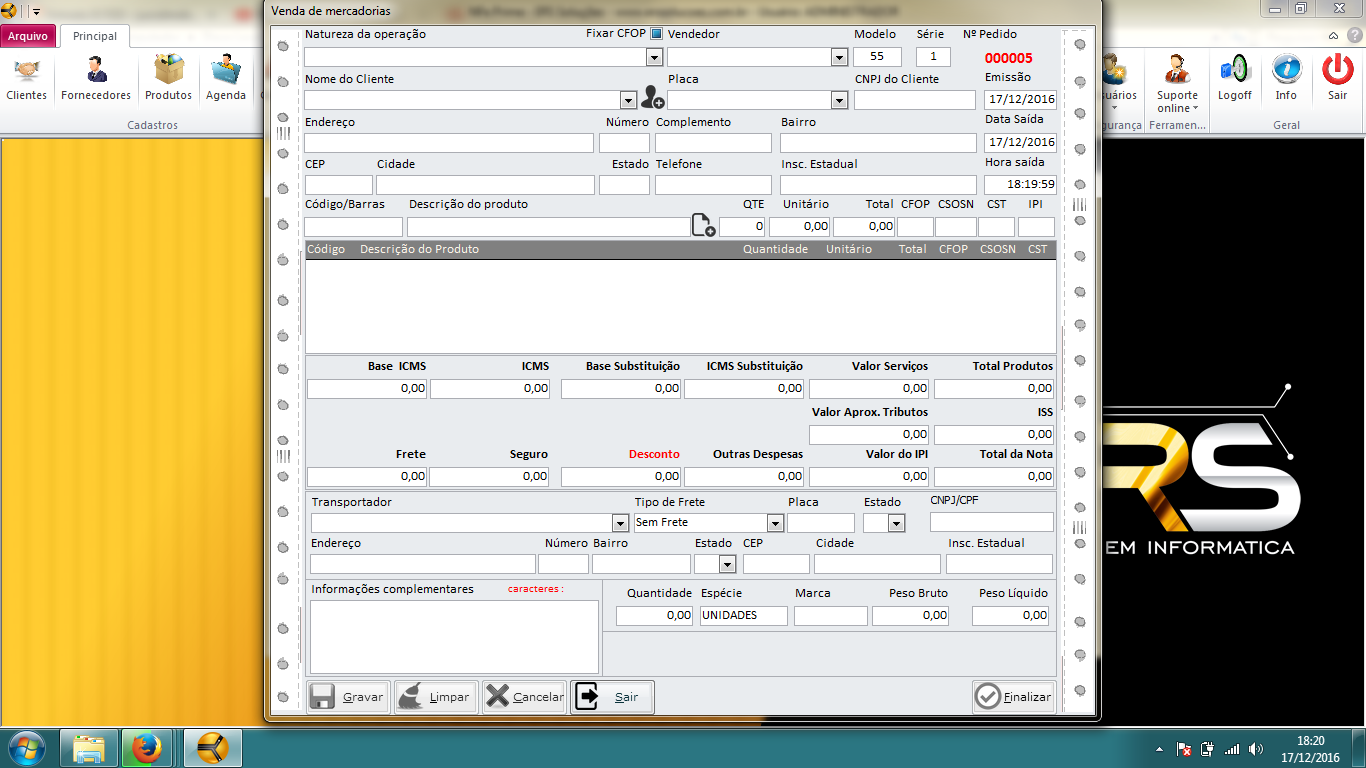 Venda de mercadorias
Arquivo
Principal
Clientes
Fornecedores
Produtos
Agenda
Cadastros
Suporte
online
Ferramen...
Logoff
Info
Sair
Geral
Natureza da operação
Fixar CFOP
Vendedor
Modelo
Série
Nº Pedido
55
1
000005
Nome do Cliente
Placa
CNPJ do Cliente
Emissão
17/12/2016
Endereço
Número
Complemento
Bairro
Data Saída
17/12/2016
CEP
Cidade
Estado
Telefone
Insc. Estadual
Hora saída
18:19:59
Código/Barras
Descrição do produto
QTE
Unitário
Total
CFOP
CSOSN
CST
IPI
0
0,00
0,00
Código
Descrição do Produto
Quantidade
Unitário
Total
CFOP
CSOSN
CST
Base ICMS
ICMS
Base Substituição
ICMS Substituição
Valor Serviços
Total Produtos
0,00
0,00
0,00
0,00
0,00
0,00
Valor Aprox. Tributos
ISS
0,00
0,00
Frete
Seguro
Desconto
Outras Despesas
Valor do IPI
Total da Nota
0,00
0,00
0,00
0,00
0,00
0,00
Transportador
Tipo de Frete
Placa
Estado
CNPJ/CPF
Sem Frete
Endereço
Número
Bairro
Estado
CEP
Cidade
Insc. Estadual
Informações complementares
caracteres :
Quantidade
Espécie
Marca
Peso Bruto
Peso Líquido
0,00
UNIDADES
0,00
0,00
Gravar
Limpar
Cancelar
Sair
Finalizar
RS
EM INFORMATICA
18:20
17/12/2016